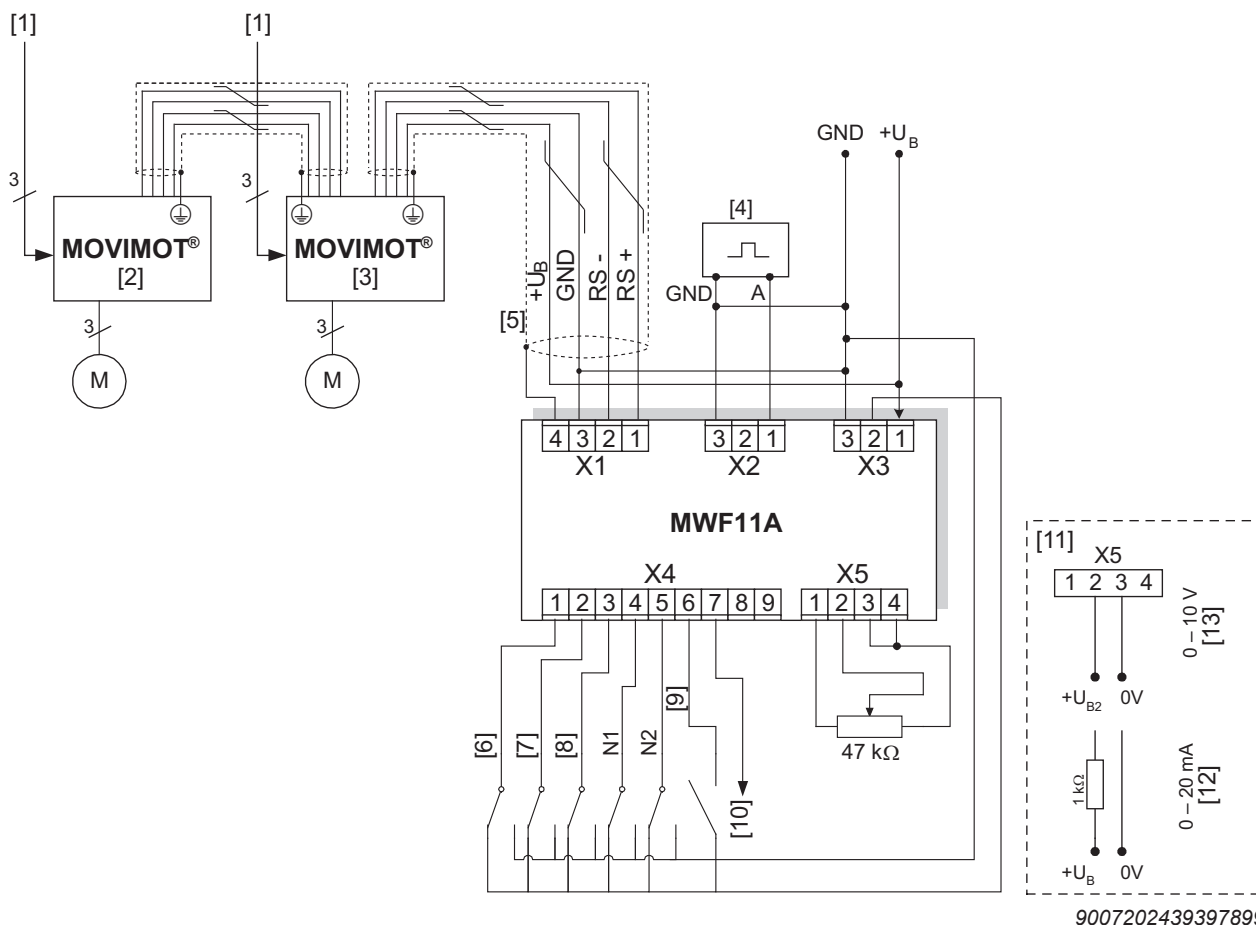 [1] [1]
GND +UB
3 3
[4]
MOVIMOT® MOVIMOT®
[2] [3]
+UB GND RS - RS +
GND A
3 3
[5]
M M
4 3 2 1 3 2 1 3 2 1
X1 X2 X3
MWF11A
X4 X5
1 2 3 4 5 6 7 8 9 1 2 3 4
[6] [7] [8] N1 N2 [9] [10]
47 kΩ
[11]
X5
1 2 3 4
0 – 10 V
[13]
+UB2 0V
1 kΩ
0 – 20 mA
[12]
+UB 0V
9007202439397899